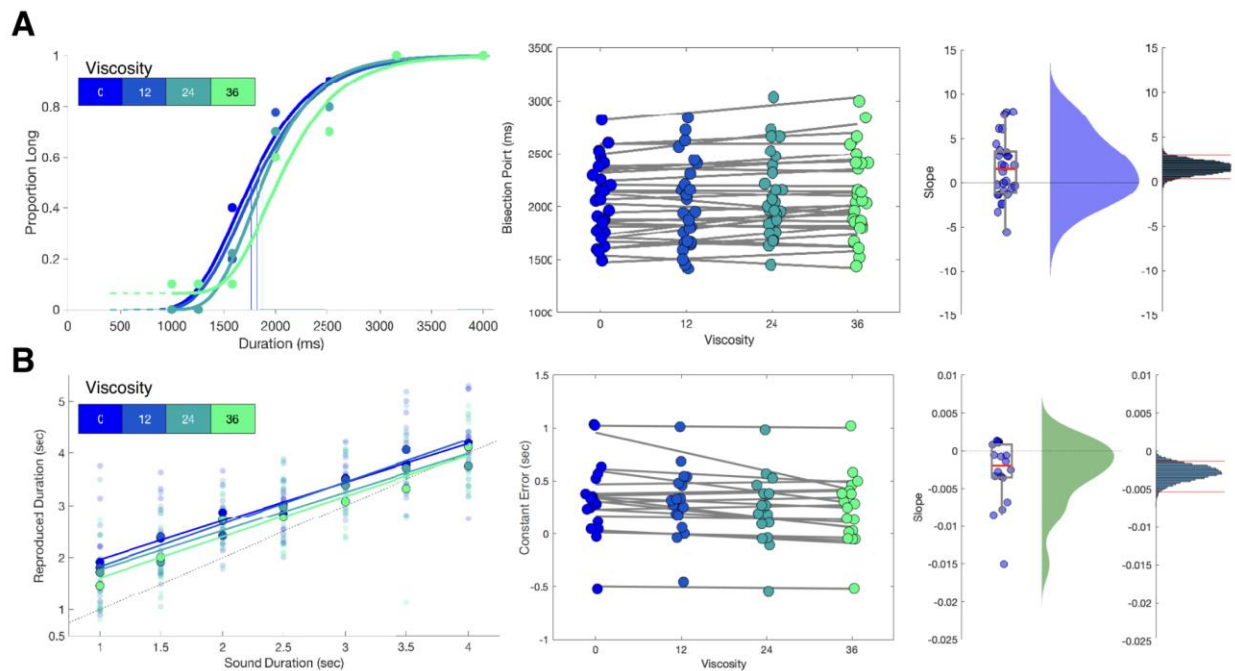 A
Viscosity
0 12 24 36
Proportion Long
1
0.8
0.6
0.4
0.2
0
0 500 1000 1500 2000 2500 3000 3500 4000
Duration (ms)
Bisection Point (ms)
3500
3000
2500
2000
1500
1000
0 12 24 36
Viscosity
Slope
15
10
5
0
-5
-10
-15
15
10
5
0
-5
-10
-15
B
Viscosity
0 12 24 36
Reproduced Duration (sec)
5
4
3
2
1
0.5
1 1.5 2 2.5 3 3.5 4
Sound Duration (sec)
Constant Error (sec)
1.5
1
0.5
0
-0.5
-1
0 12 24 36
Viscosity
Slope
0.01
0.005
0
-0.005
-0.01
-0.015
-0.02
-0.025
0.01
0.005
0
-0.005
-0.01
-0.015
-0.02
-0.025